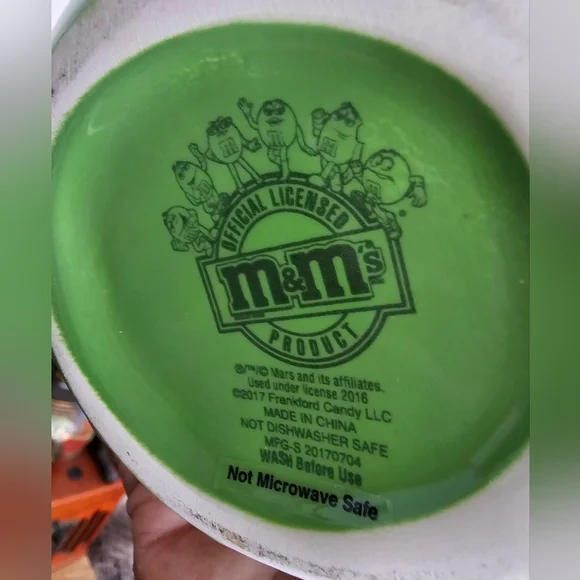 OFFICIAL LICENSED
m&m's
PRODUCT
®/™/© Mars and its affiliates.
Used under license 2016
©2017 Frankford Candy LLC
MADE IN CHINA
NOT DISHWASHER SAFE
MFG-S 20170704
WASH Before Use
Not Microwave Safe